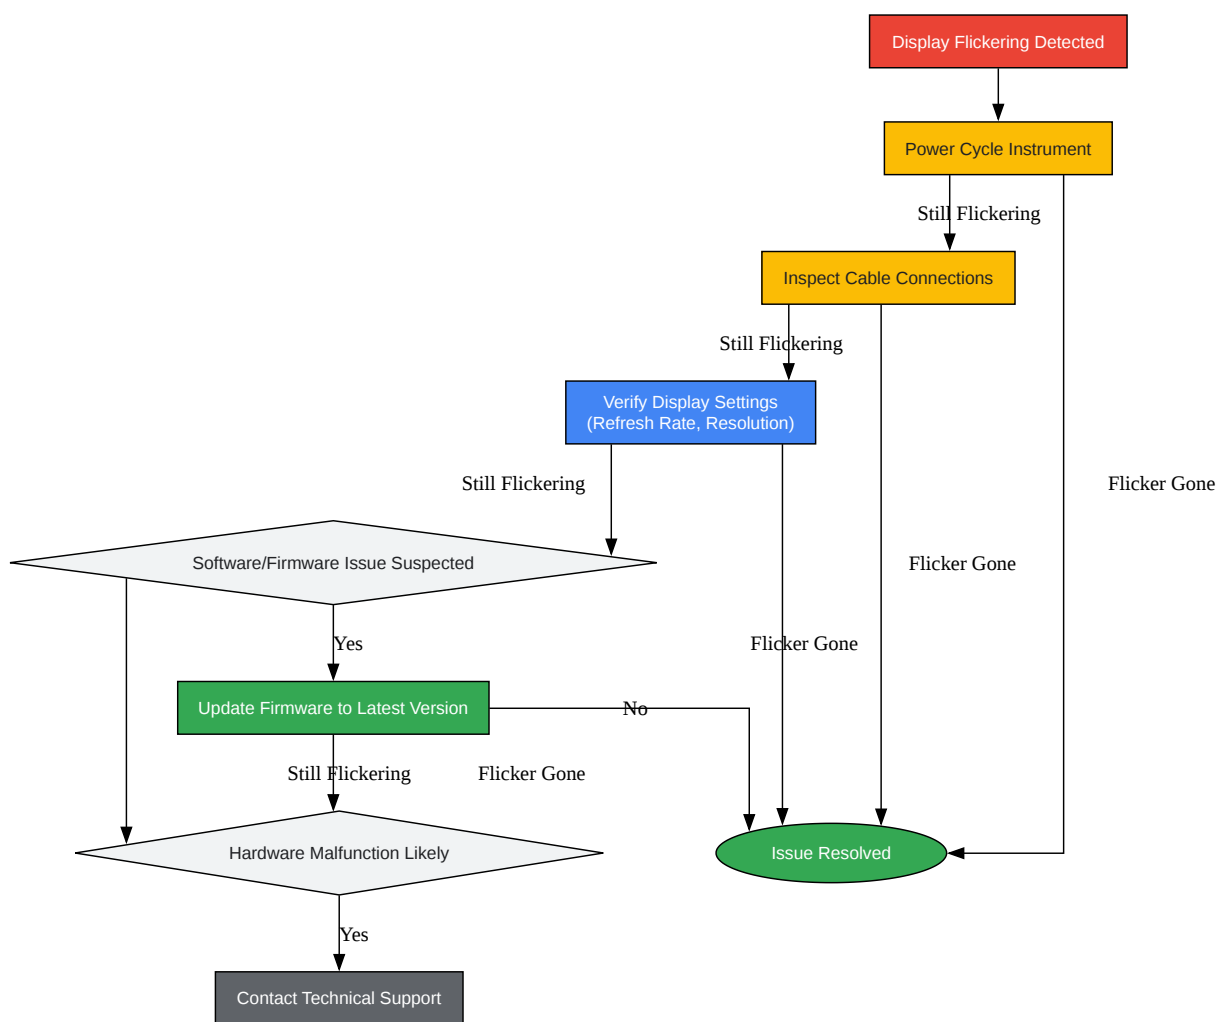 Display Flickering Detected
Power Cycle Instrument
Still Flickering
Inspect Cable Connections
Still Flickering
Verify Display Settings
(Refresh Rate, Resolution)
Still Flickering
Flicker Gone
Software/Firmware Issue Suspected
Flicker Gone
Yes
Flicker Gone
Update Firmware to Latest Version
No
Still Flickering
Flicker Gone
Hardware Malfunction Likely
Issue Resolved
Yes
Contact Technical Support